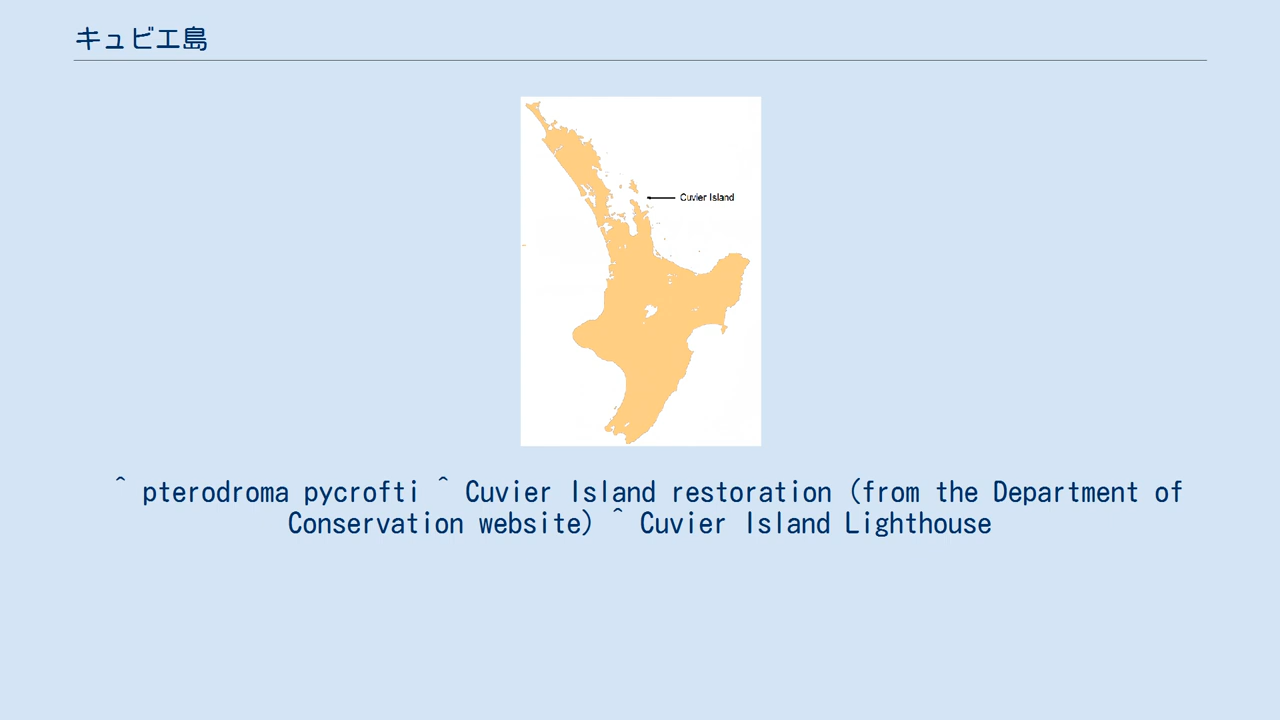 キュビエ島
Cuvier Island
^ pterodroma pycrofti ^ Cuvier Island restoration (from the Department of
Conservation website) ^ Cuvier Island Lighthouse